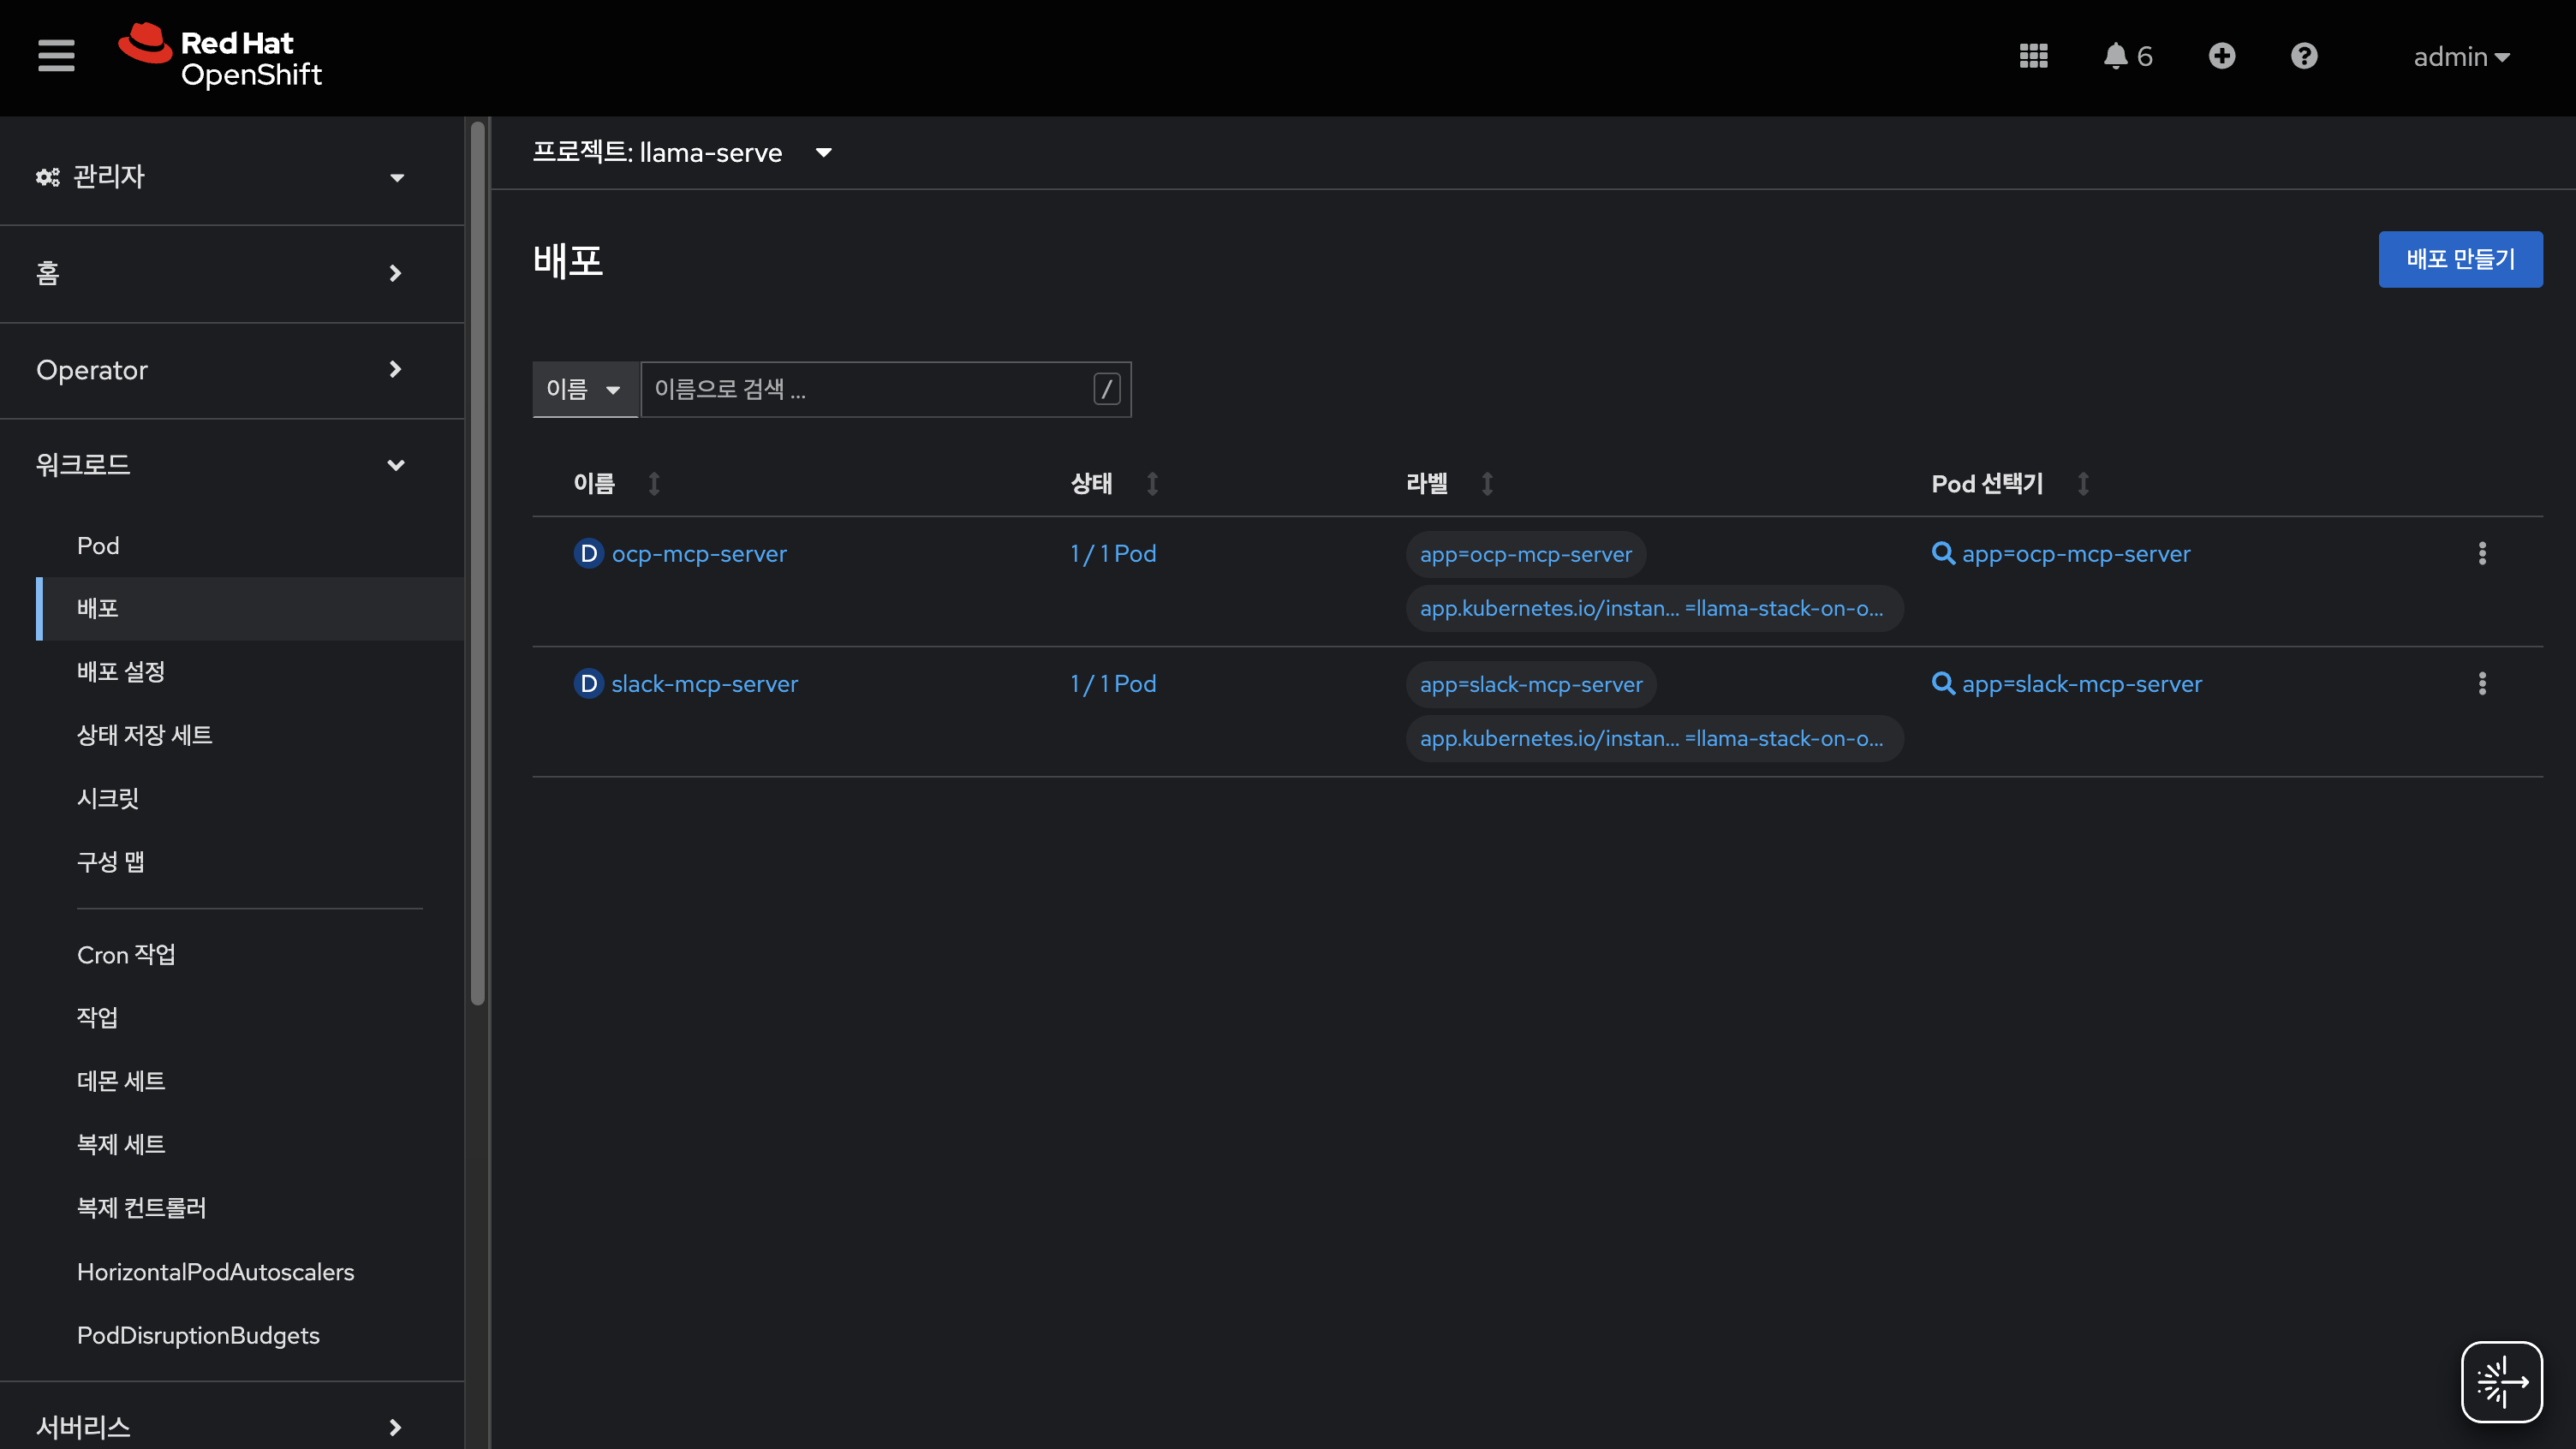 Red Hat
OpenShift
6
admin
관리자
홈
Operator
워크로드
Pod
배포
배포 설정
상태 저장 세트
시크릿
구성 맵
Cron 작업
작업
데몬 세트
복제 세트
복제 컨트롤러
HorizontalPodAutoscalers
PodDisruptionBudgets
서버리스
프로젝트: llama-serve
배포
배포 만들기
이름 이름으로 검색 ... /
이름 상태 라벨 Pod 선택기
D ocp-mcp-server 1 / 1 Pod app=ocp-mcp-server app=ocp-mcp-server
app.kubernetes.io/instan... =llama-stack-on-o...
D slack-mcp-server 1 / 1 Pod app=slack-mcp-server app=slack-mcp-server
app.kubernetes.io/instan... =llama-stack-on-o...